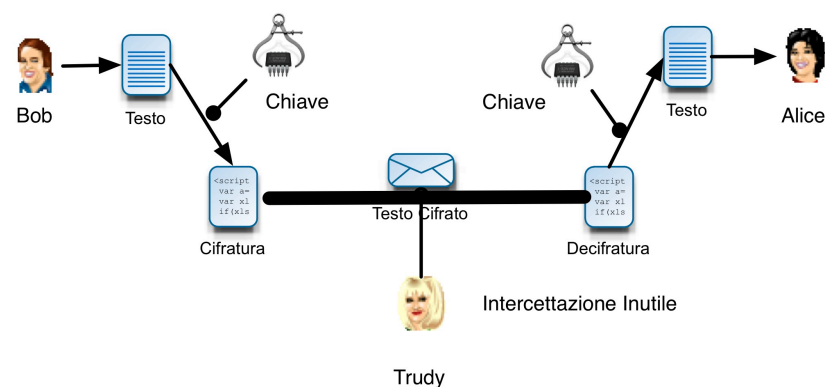 Bob
Testo
Chiave
Chiave
Testo
Alice
<script
var a=
var xl
if(xls
Cifratura
Testo Cifrato
<script
var a=
var xl
if(xls
Decifratura
Intercettazione Inutile
Trudy